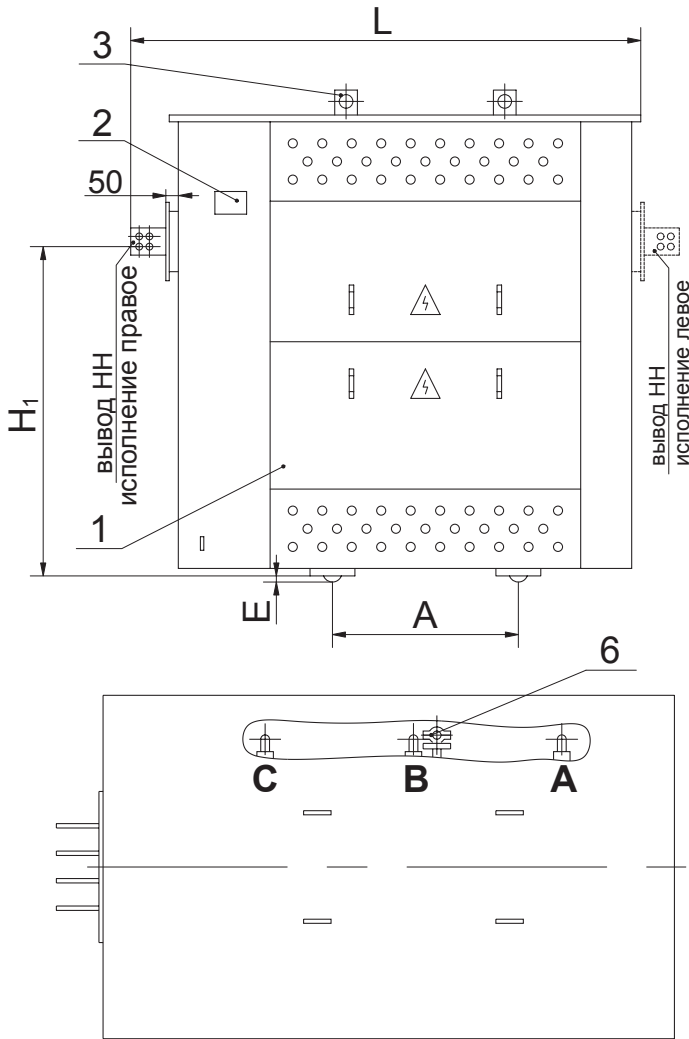 L
3
2
50
H1
вывод НН
исполнение правое
вывод НН
исполнение левое
1
E
A
6
C
B
A